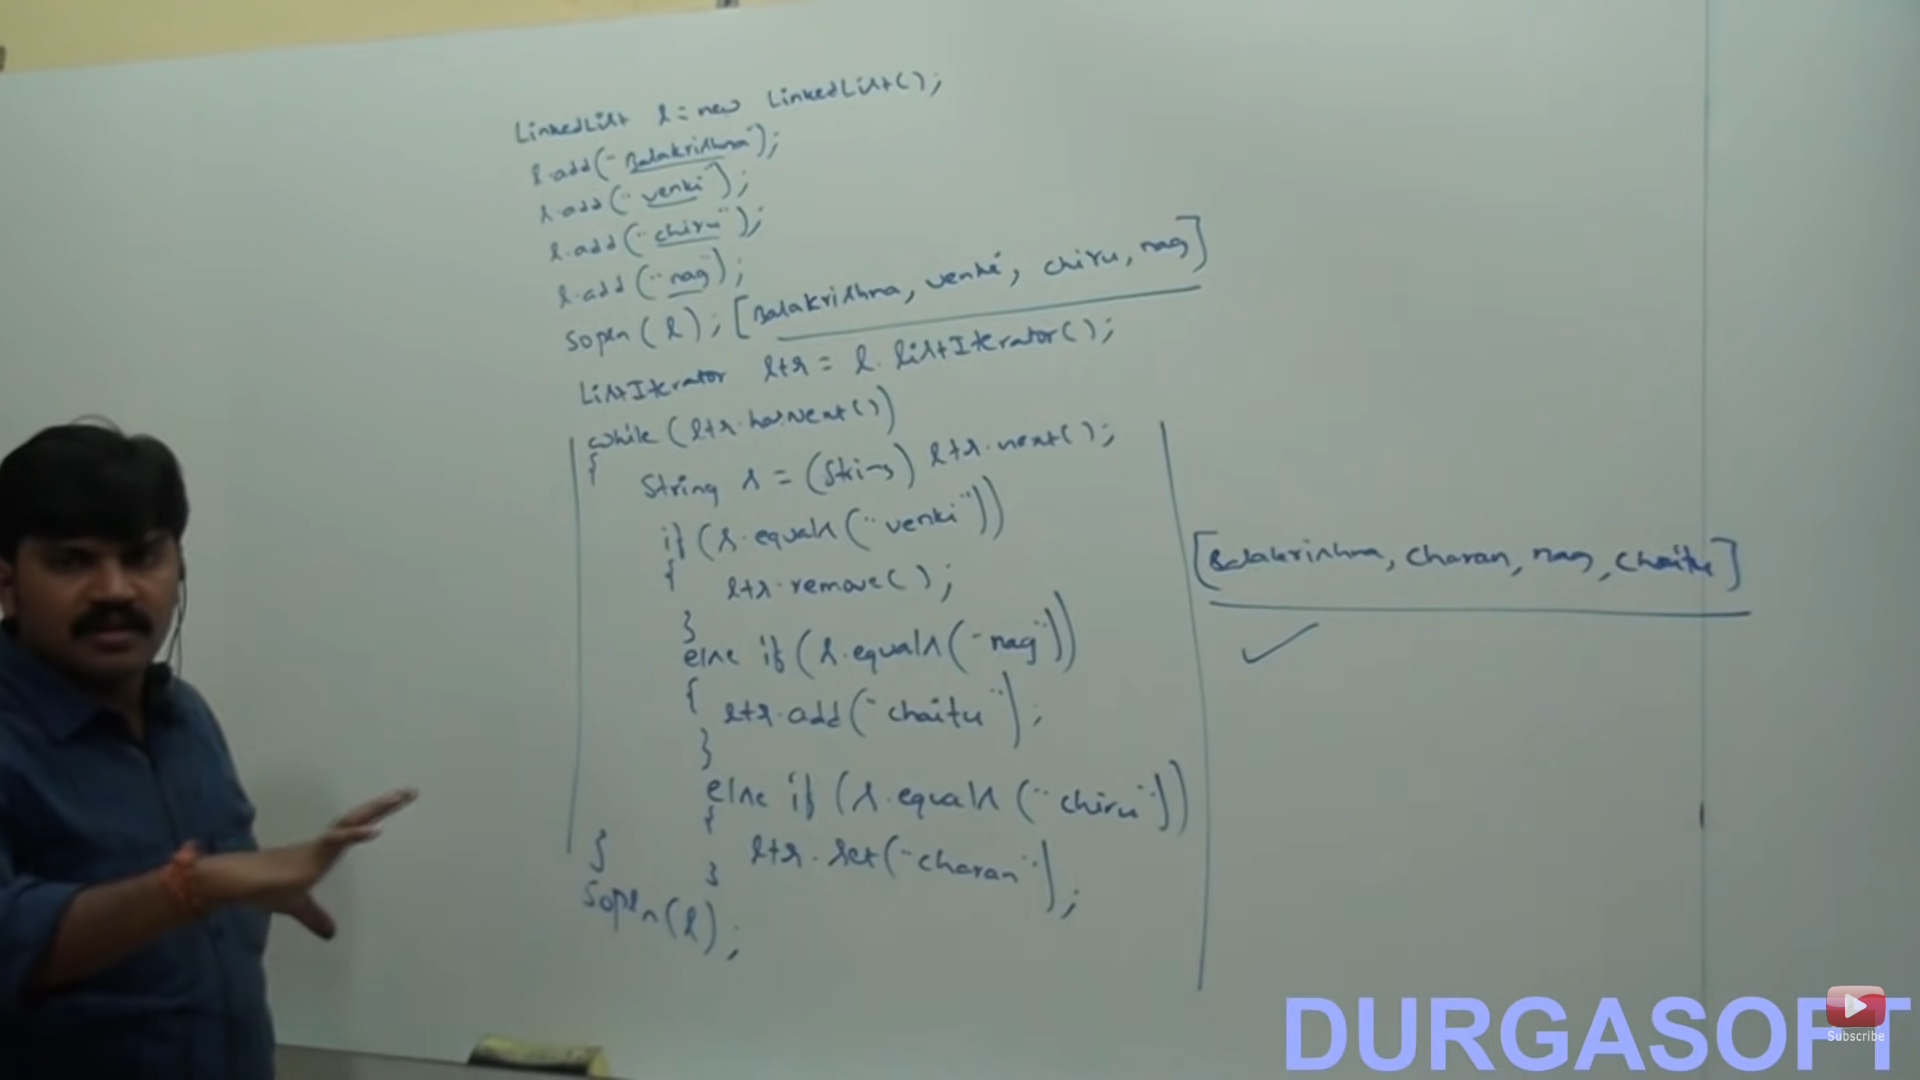 LinkedList l = new LinkedList();
l.add("Balakrishna");
l.add("venki");
l.add("chiru");
l.add("nag");
Sopln(l); [Balakrishna, venki, chiru, nag]
ListIterator ltr = l.listIterator();
while (ltr.hasNext())
{
String s = (String) ltr.next();
if (s.equals("venki"))
{
ltr.remove();
}
else if (s.equals("nag"))
{ ltr.add("chaitu");
}
else if (s.equals("chiru"))
{
ltr.set("charan");
}
}
Sopln(l);
[Balakrishna, charan, nag, chaitu]
DURGASOFT
Subscribe